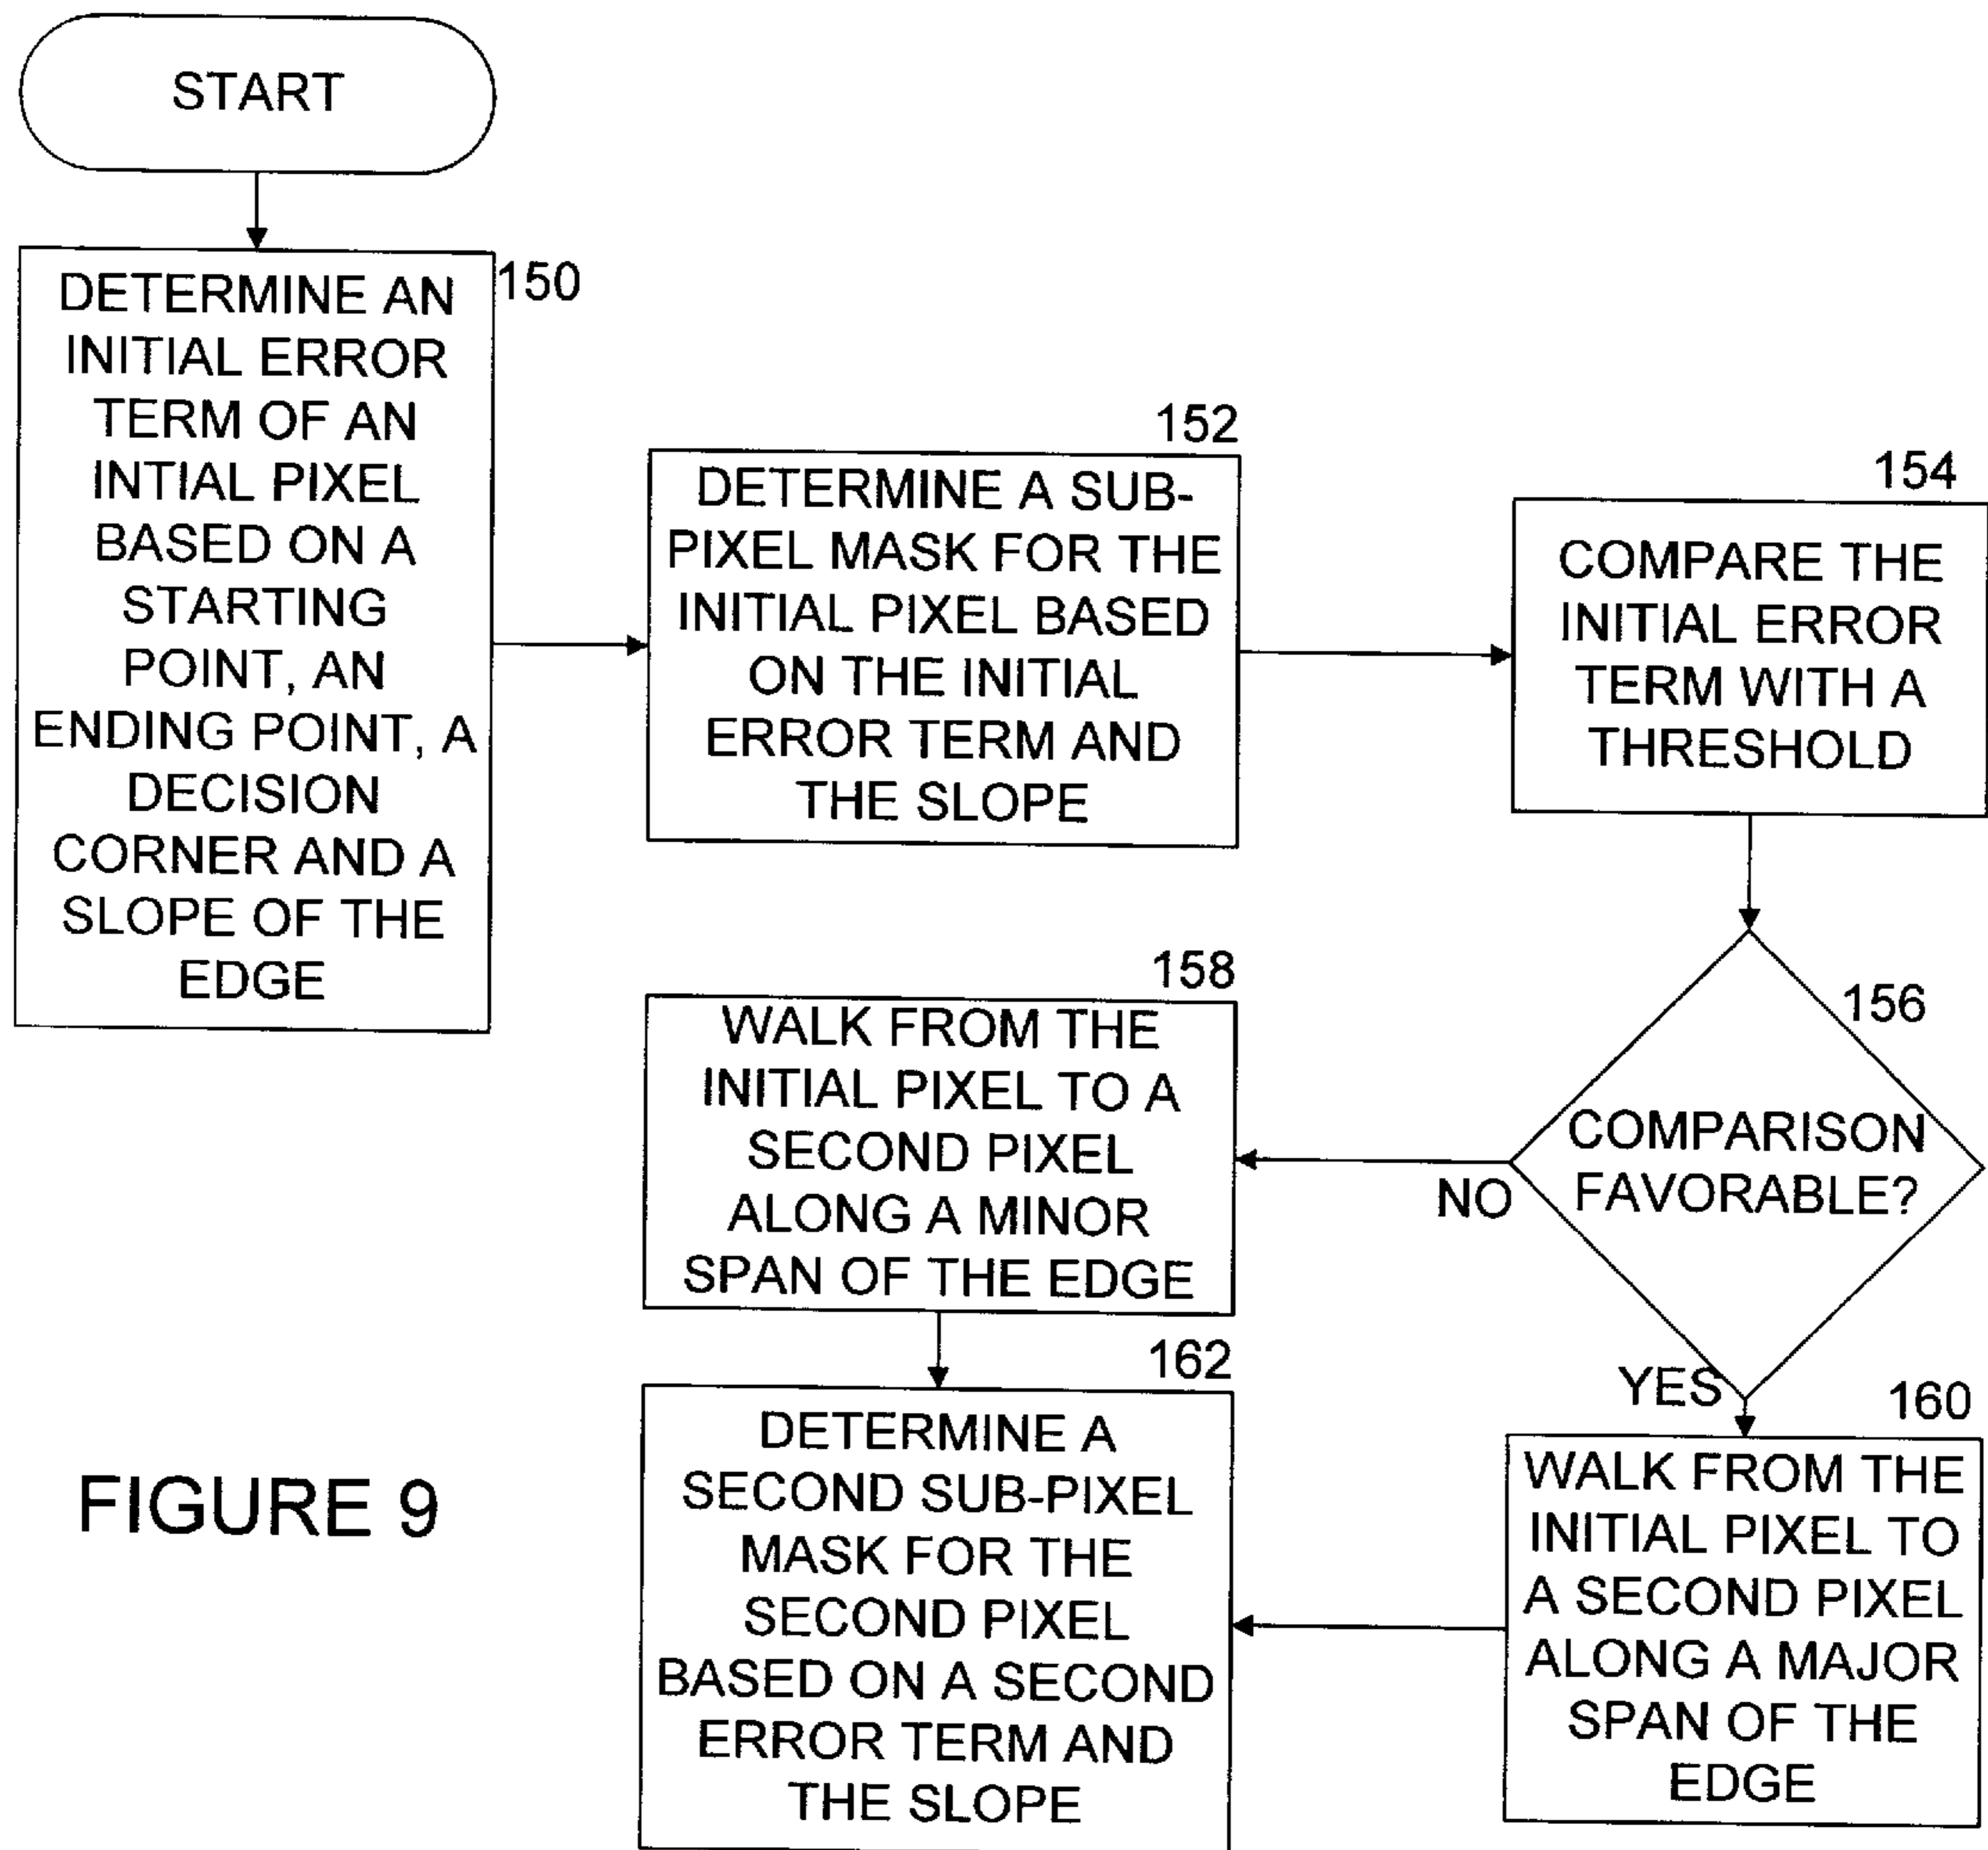 START
150
DETERMINE AN
INITIAL ERROR
TERM OF AN
INTIAL PIXEL
BASED ON A
STARTING
POINT, AN
ENDING POINT, A
DECISION
CORNER AND A
SLOPE OF THE
EDGE
152
DETERMINE A SUB-
PIXEL MASK FOR THE
INITIAL PIXEL BASED
ON THE INITIAL
ERROR TERM AND
THE SLOPE
154
COMPARE THE
INITIAL ERROR
TERM WITH A
THRESHOLD
156
COMPARISON
FAVORABLE?
NO
YES
158
WALK FROM THE
INITIAL PIXEL TO A
SECOND PIXEL
ALONG A MINOR
SPAN OF THE EDGE
160
WALK FROM THE
INITIAL PIXEL TO
A SECOND PIXEL
ALONG A MAJOR
SPAN OF THE
EDGE
162
DETERMINE A
SECOND SUB-PIXEL
MASK FOR THE
SECOND PIXEL
BASED ON A SECOND
ERROR TERM AND
THE SLOPE
FIGURE 9